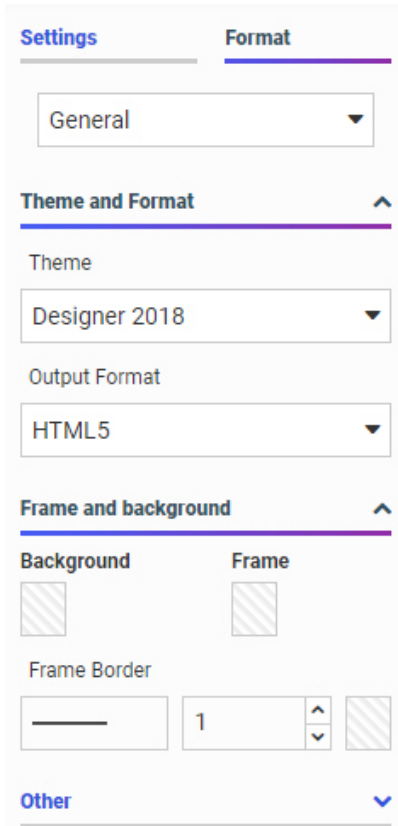 Settings Format
General
Theme and Format
Theme
Designer 2018
Output Format
HTML5
Frame and background
Background Frame
Frame Border
1
Other